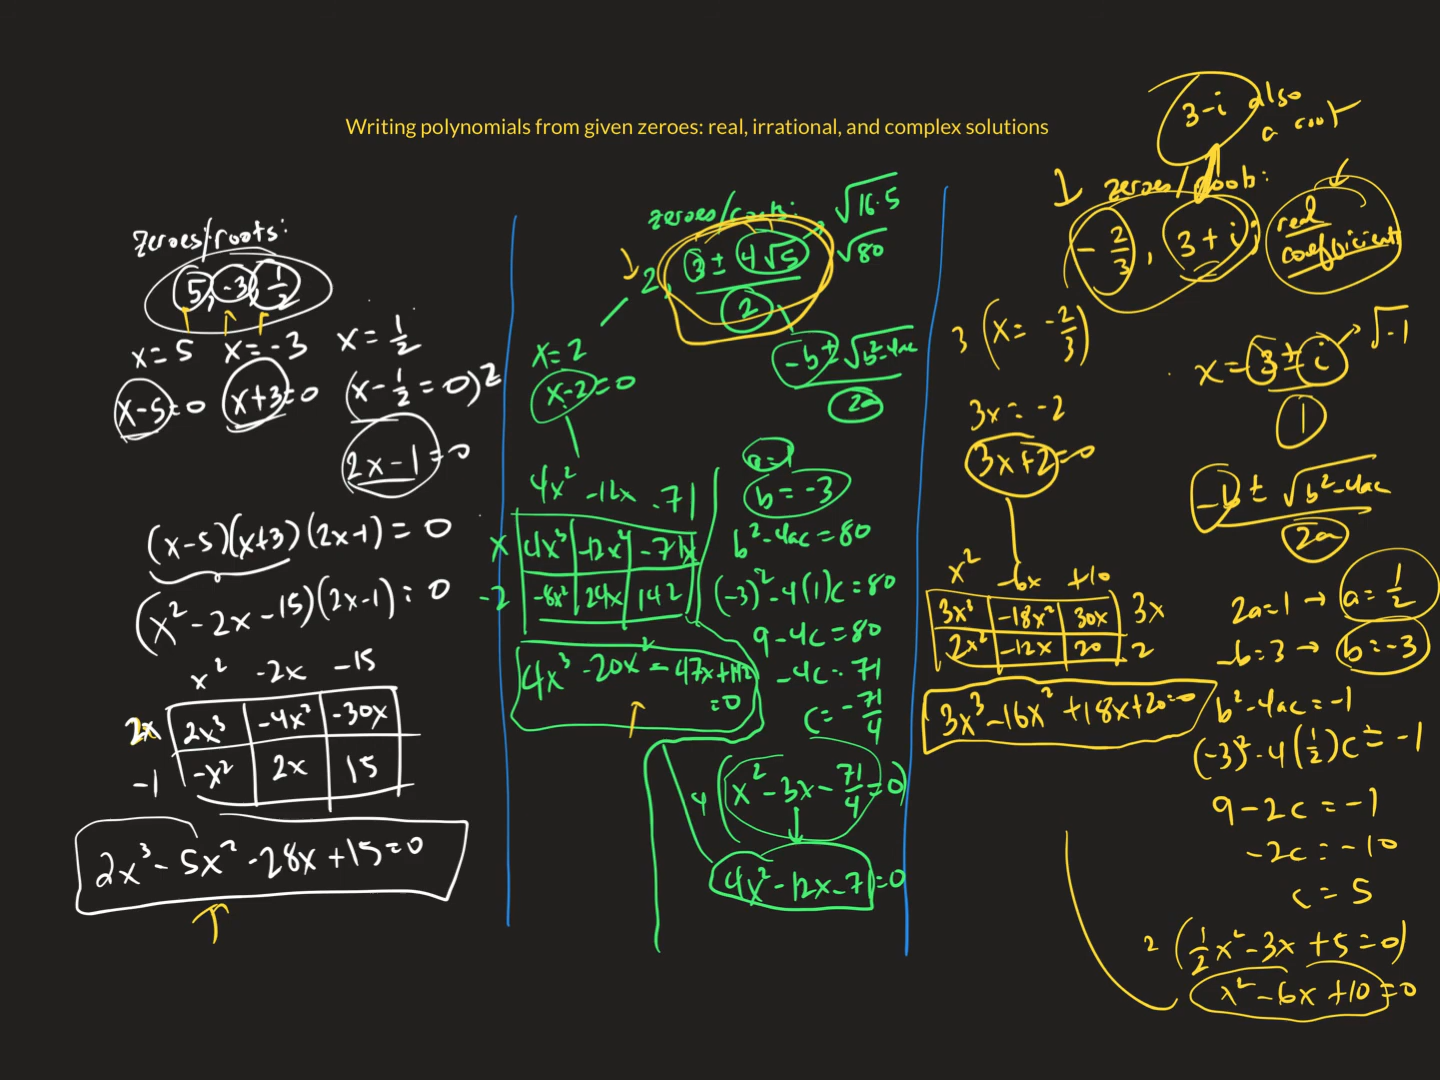 Writing polynomials from given zeroes: real, irrational, and complex solutions
zeroes/roots:
5, -3, 1/2
x=5 x=-3 x=1/2
x-5=0 x+3=0 (x-1/2=0)2
2x-1=0
(x-5)(x+3)(2x-1)=0
(x²-2x-15)(2x-1)=0
x² -2x -15
2x 2x³ -4x² -30x
-1 -x² 2x 15
2x³-5x²-28x+15=0
zeroes/roots:
√16·5
√80
2, (3±4√5)/2
x=2
x-2=0
(-b±√b²-4ac)/2a
4x² -12x -71
x 4x³ -12x² -71x
-2 -8x² 24x 142
4x³-20x²-47x+142
=0
a=1
b=-3
b²-4ac=80
(-3)²-4(1)c=80
9-4c=80
-4c=71
c=-71/4
4(x²-3x-71/4=0)
4x²-12x-71=0
3-i also
a root
1 zeroes/roots:
-2/3, 3+i; real
coefficients
3(x=-2/3)
3x=-2
3x+2=0
x=(3±i)/1
√-1
(-b±√b²-4ac)/2a
x² -6x +10
3x³ -18x² 30x 3x
2x² -12x 20 2
3x³-16x²+18x+20=0
2a=1→a=1/2
-b=3→b=-3
b²-4ac=-1
(-3)²-4(1/2)c=-1
9-2c=-1
-2c=-10
c=5
2(1/2x²-3x+5=0)
x²-6x+10=0